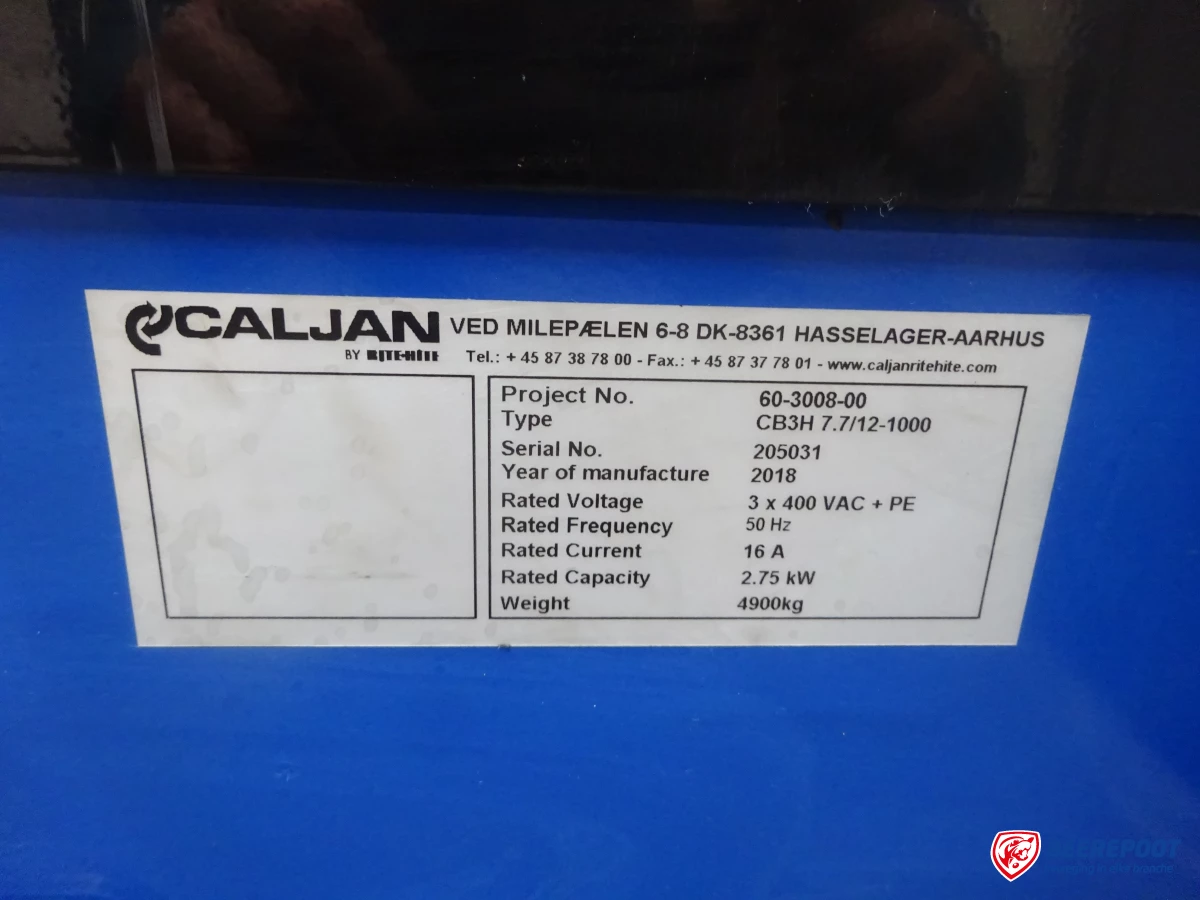 CALJAN VED MILEPÆLEN 6-8 DK-8361 HASSELAGER-AARHUS
BY RITE-HITE Tel.: + 45 87 38 78 00 - Fax.: + 45 87 37 78 01 - www.caljanritehite.com
Project No. 60-3008-00
Type CB3H 7.7/12-1000
Serial No. 205031
Year of manufacture 2018
Rated Voltage 3 x 400 VAC + PE
Rated Frequency 50 Hz
Rated Current 16 A
Rated Capacity 2.75 kW
Weight 4900kg
BEEREPOOT